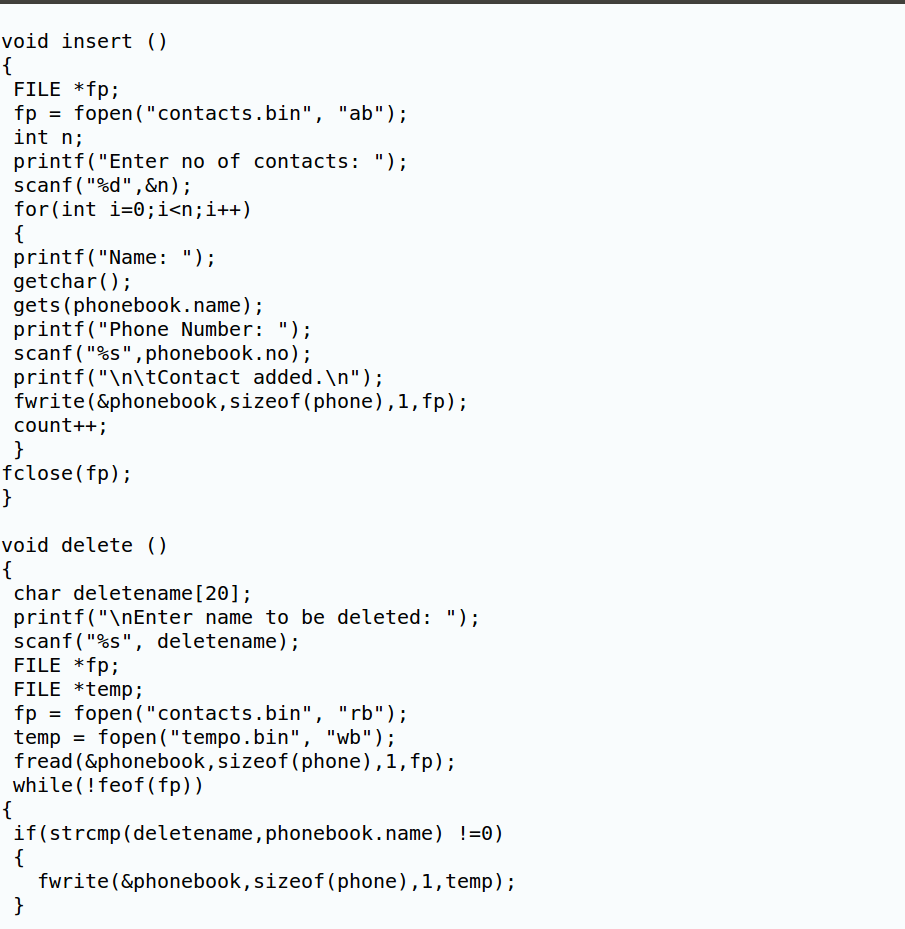 void insert ()
{
 FILE *fp;
 fp = fopen("contacts.bin", "ab");
 int n;
 printf("Enter no of contacts: ");
 scanf("%d",&n);
 for(int i=0;i<n;i++)
 {
 printf("Name: ");
 getchar();
 gets(phonebook.name);
 printf("Phone Number: ");
 scanf("%s",phonebook.no);
 printf("\n\tContact added.\n");
 fwrite(&phonebook,sizeof(phone),1,fp);
 count++;
 }
fclose(fp);
}

void delete ()
{
 char deletename[20];
 printf("\nEnter name to be deleted: ");
 scanf("%s", deletename);
 FILE *fp;
 FILE *temp;
 fp = fopen("contacts.bin", "rb");
 temp = fopen("tempo.bin", "wb");
 fread(&phonebook,sizeof(phone),1,fp);
 while(!feof(fp))
{
 if(strcmp(deletename,phonebook.name) !=0)
 {
   fwrite(&phonebook,sizeof(phone),1,temp);
 }